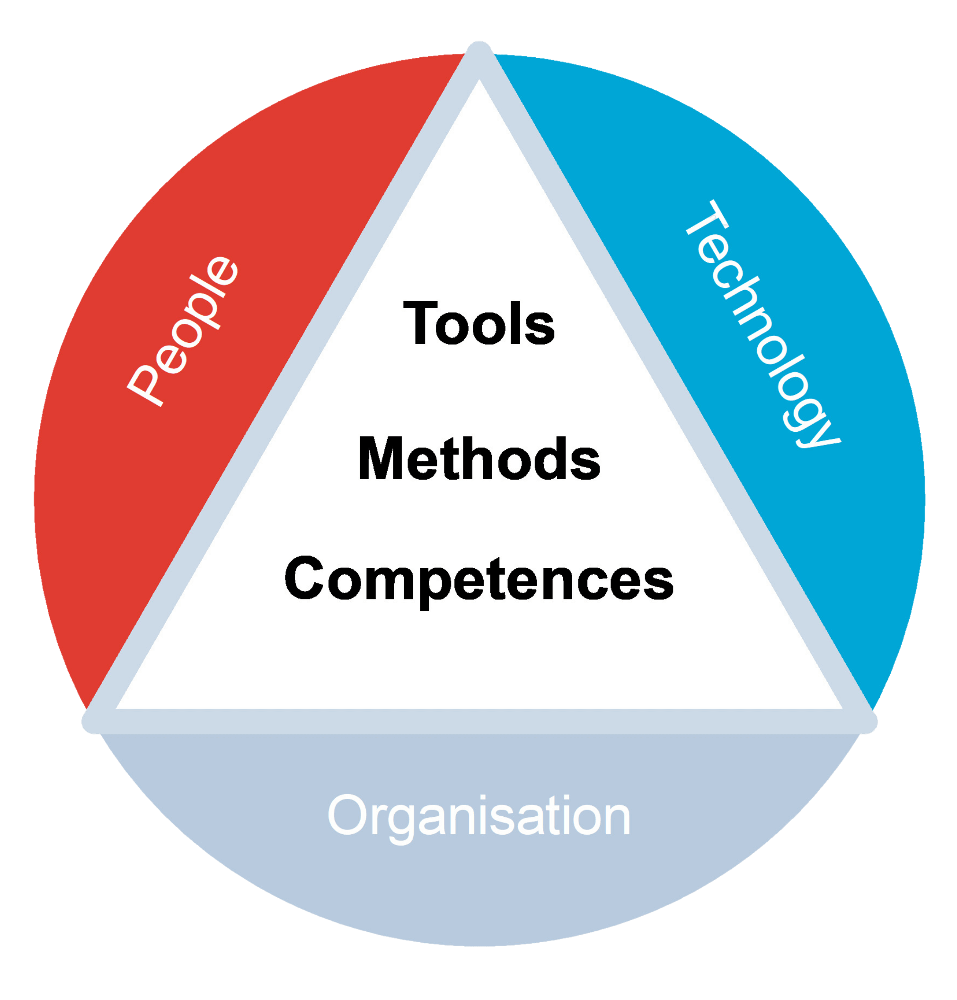 People
Technology
Tools
Methods
Competences
Organisation